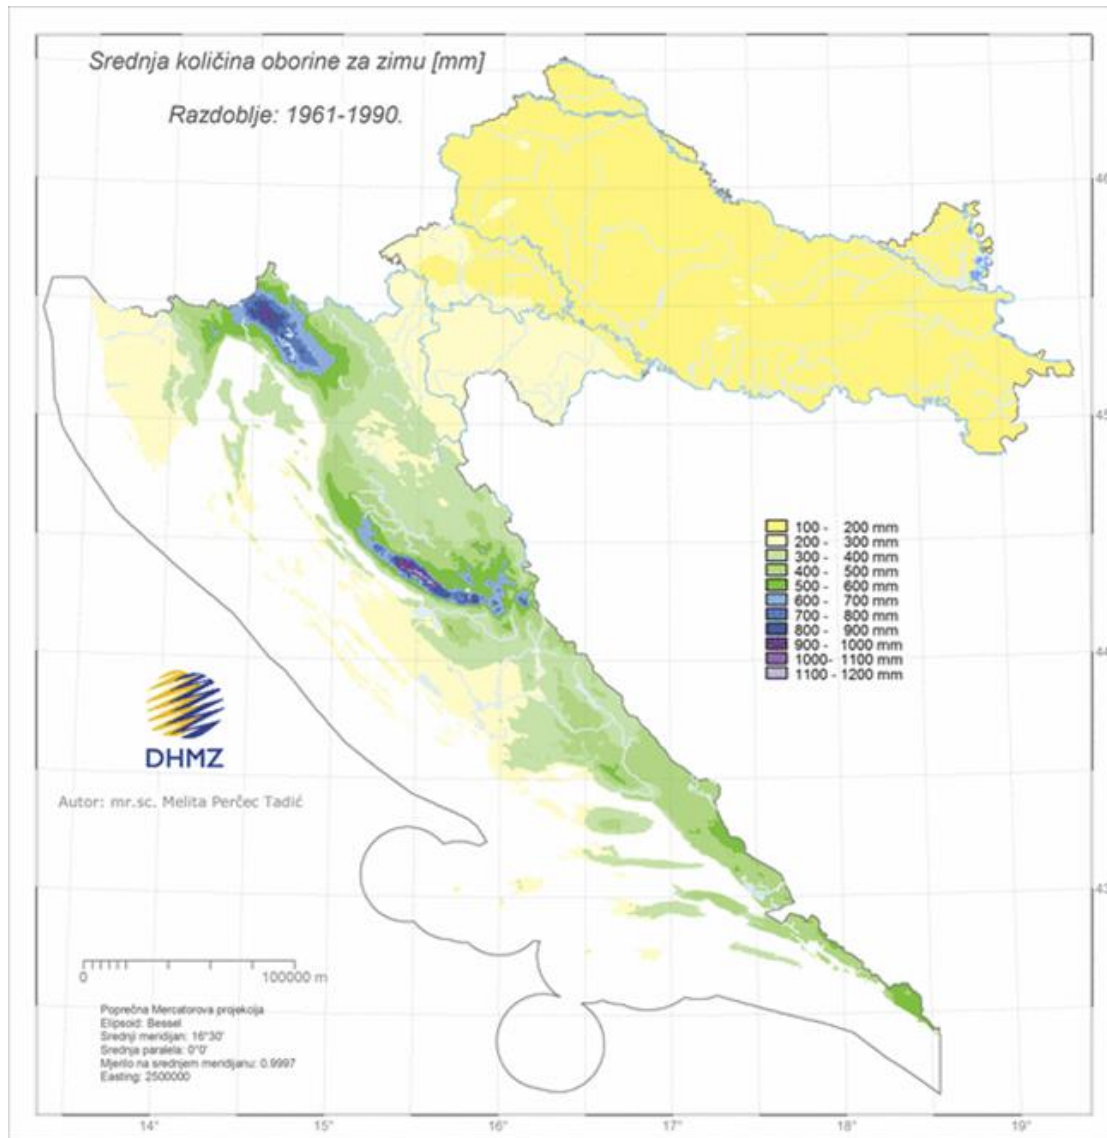 Srednja količina oborine za zimu [mm]
Razdoblje: 1961-1990.
46
45
100 - 200 mm
200 - 300 mm
300 - 400 mm
400 - 500 mm
500 - 600 mm
600 - 700 mm
700 - 800 mm
800 - 900 mm
900 - 1000 mm
1000- 1100 mm
1100 - 1200 mm
44
DHMZ
Autor: mr.sc. Melita Perčec Tadić
43
0 100000 m
Poprečna Mercatorova projekcija
Elipsoid: Bessel
Srednji meridijan: 16°30'
Srednja paralela: 0°0'
Mjerilo na srednjem meridijanu: 0.9997
Easting: 2500000
14° 15° 16° 17° 18° 19°